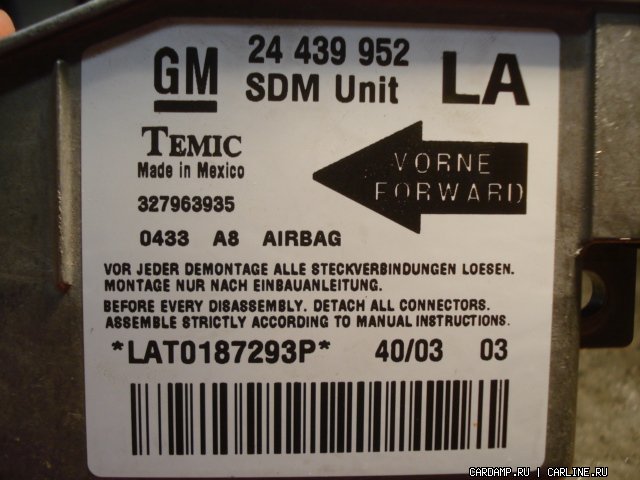 GM
24 439 952
SDM Unit
LA
TEMIC
Made in Mexico
VORNE
FORWARD
327963935
0433 A8 AIRBAG
VOR JEDER DEMONTAGE ALLE STECKVERBINDUNGEN LOESEN.
MONTAGE NUR NACH EINBAUANLEITUNG.
BEFORE EVERY DISASSEMBLY. DETACH ALL CONNECTORS.
ASSEMBLE STRICTLY ACCORDING TO MANUAL INSTRUCTIONS.
*LAT0187293P* 40/03 03
CARDAMP.RU | CARLINE.RU